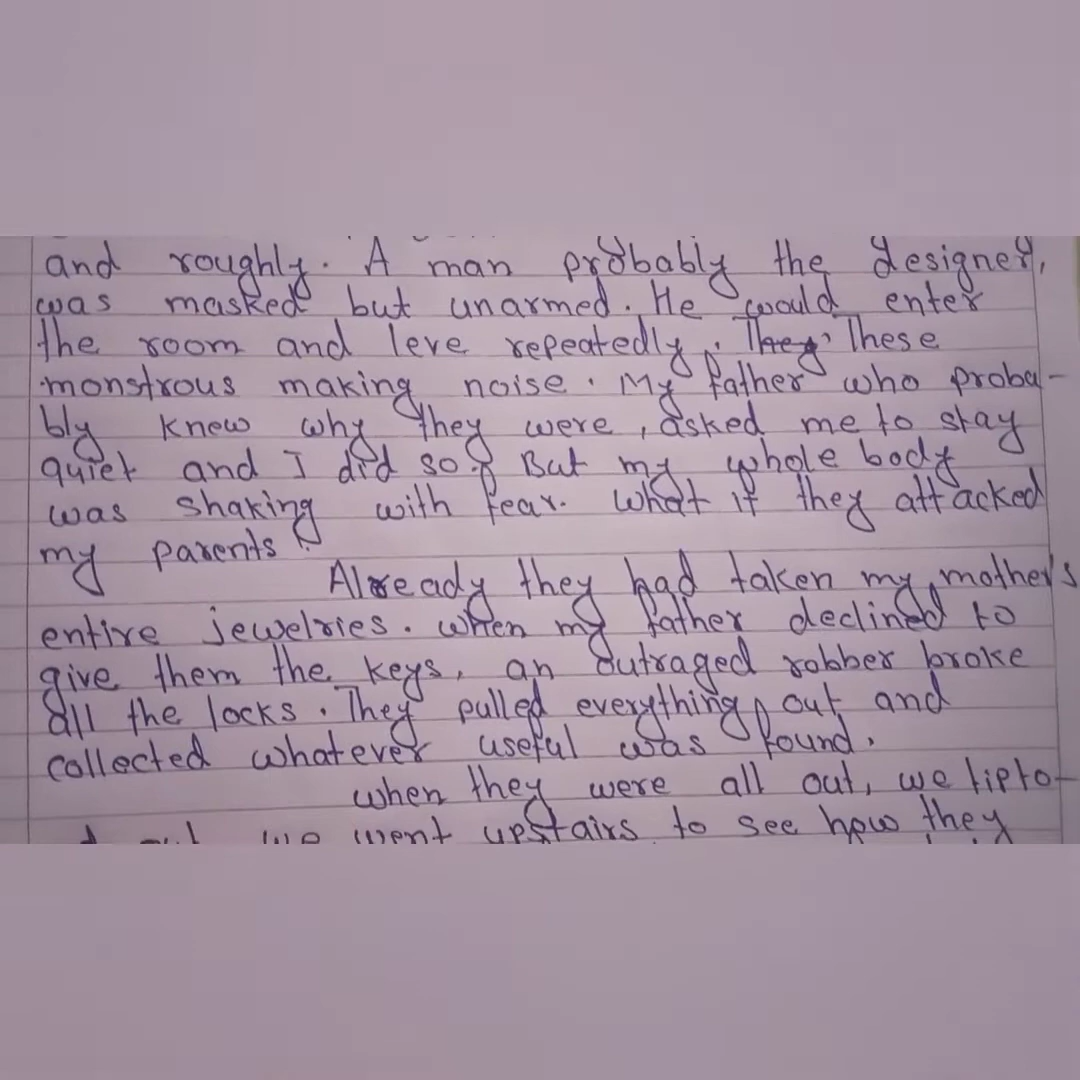 and roughly. A man probably the designer,
was masked but unarmed. He would enter
the room and leve repeatedly. They These
monstrous making noise. My father who proba-
bly knew why they were, asked me to stay
quiet and I did so. But my whole body
was shaking with fear. What if they attacked
my parents?
Already they had taken my mother's
entire jewelries. When my father declined to
give them the keys, an outraged robber broke
all the locks. They pulled everything out and
collected whatever useful was found.
when they were all out, we tipto-
we went upstairs to see how they